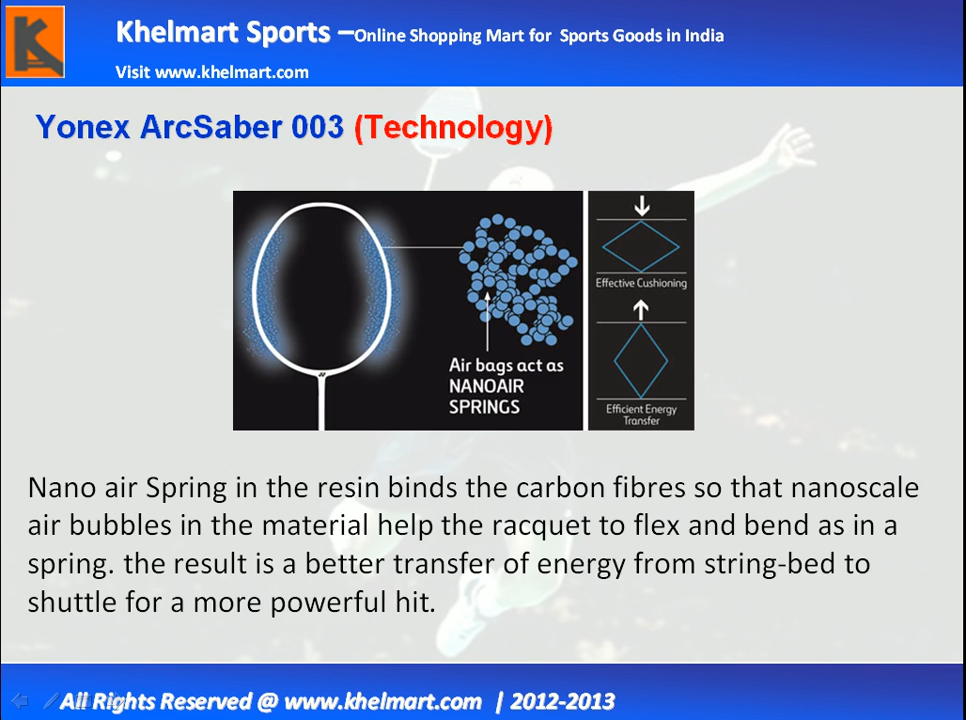 Khelmart Sports –Online Shopping Mart for Sports Goods in India
Visit www.khelmart.com
Yonex ArcSaber 003 (Technology)
Effective Cushioning
Air bags act as
NANOAIR
SPRINGS
Efficient Energy
Transfer
Nano air Spring in the resin binds the carbon fibres so that nanoscale
air bubbles in the material help the racquet to flex and bend as in a
spring. the result is a better transfer of energy from string-bed to
shuttle for a more powerful hit.
All Rights Reserved @ www.khelmart.com | 2012-2013